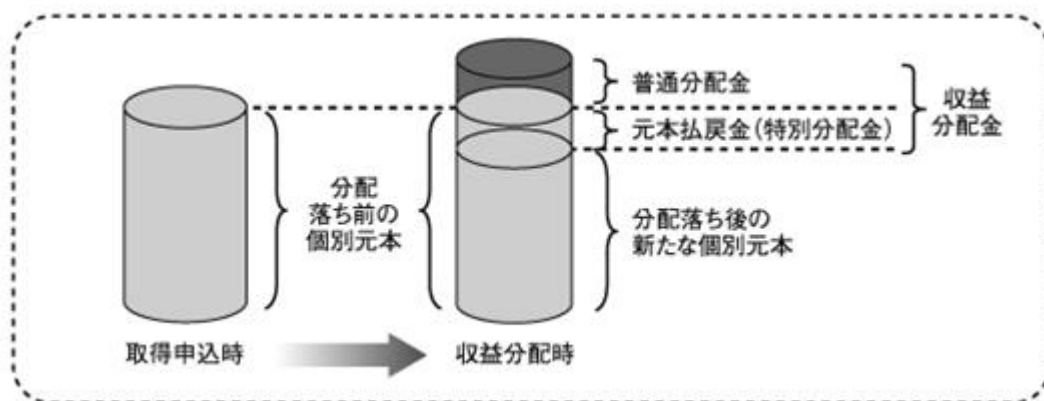 普通分配金
収益
分配金
元本払戻金(特別分配金)
分配
落ち前の
個別元本
分配落ち後の
新たな個別元本
取得申込時
収益分配時